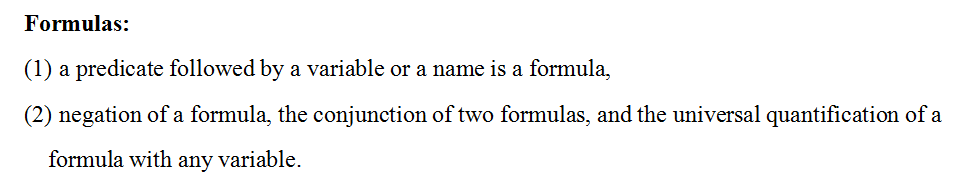 Formulas:
(1) a predicate followed by a variable or a name is a formula,
(2) negation of a formula, the conjunction of two formulas, and the universal quantification of a
formula with any variable.